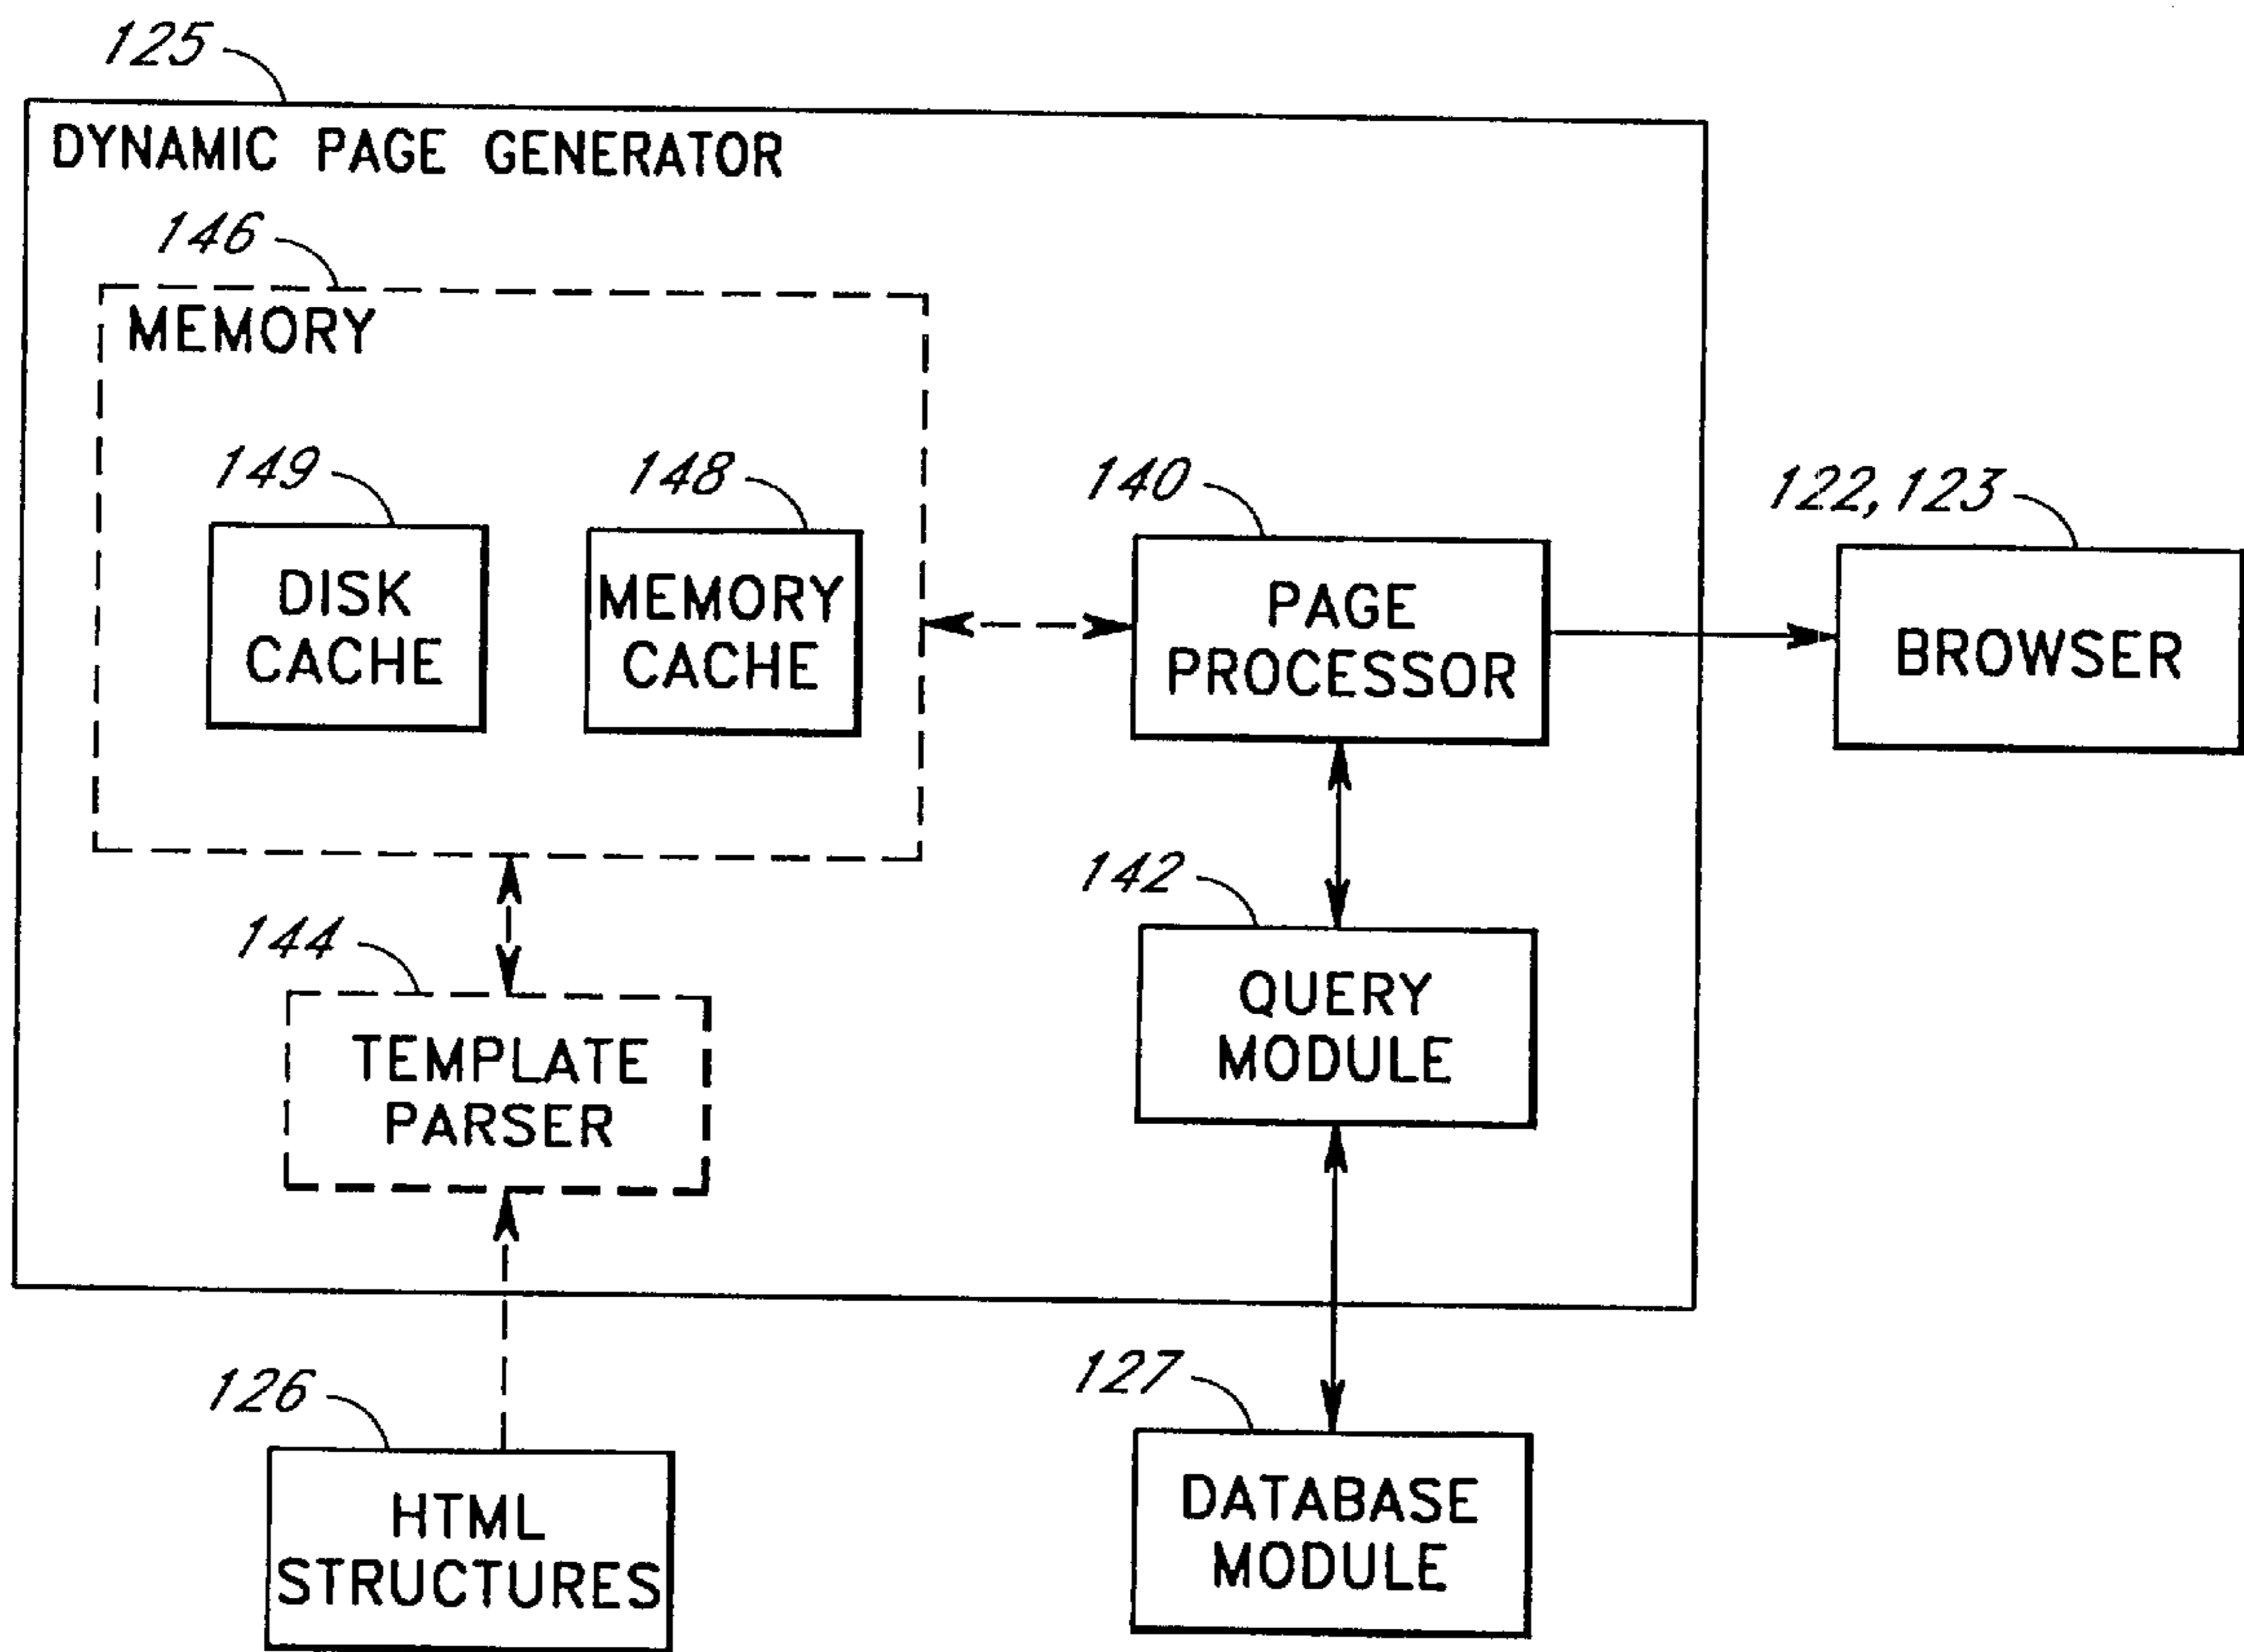 125
DYNAMIC PAGE GENERATOR
146
MEMORY
149
148
140
122, 123
DISK
CACHE
MEMORY
CACHE
PAGE
PROCESSOR
BROWSER
142
144
QUERY
MODULE
TEMPLATE
PARSER
126
127
HTML
STRUCTURES
DATABASE
MODULE